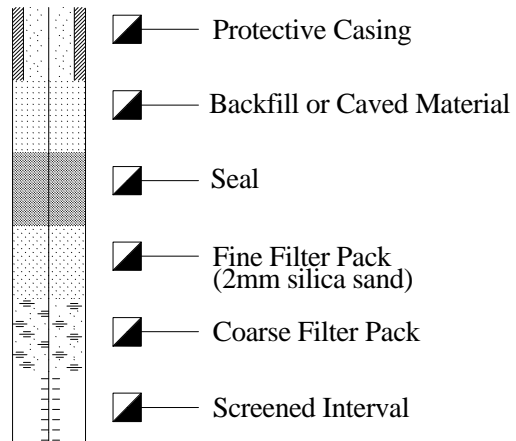 Protective Casing
Backfill or Caved Material
Seal
Fine Filter Pack
(2mm silica sand)
Coarse Filter Pack
Screened Interval